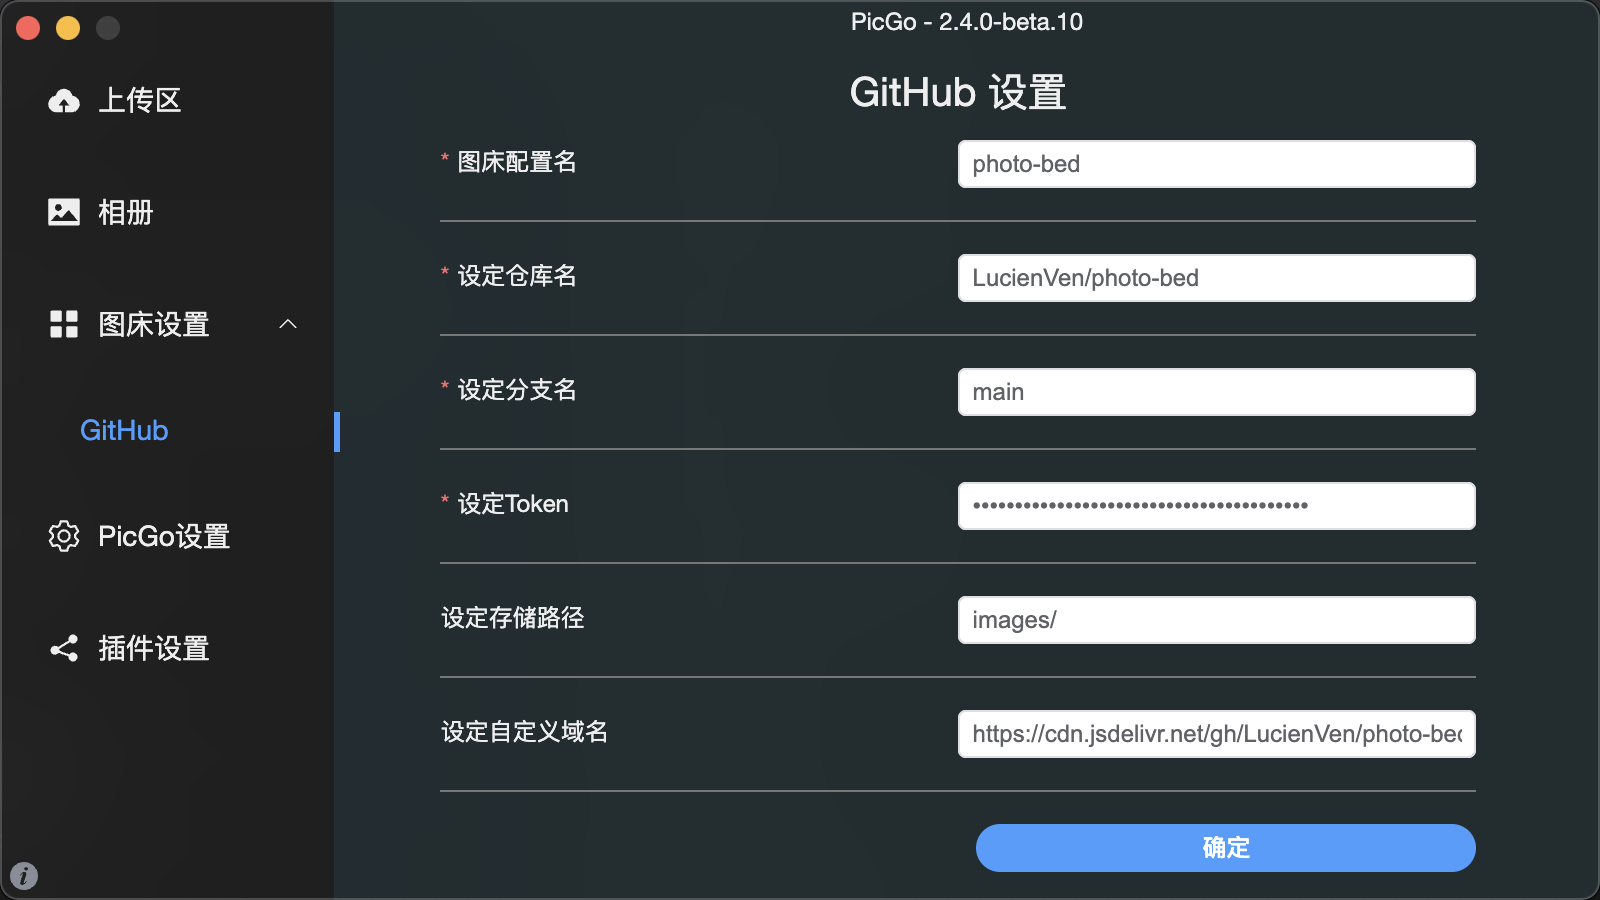 PicGo - 2.4.0-beta.10
上传区
相册
图床设置
GitHub
PicGo设置
插件设置
GitHub 设置
* 图床配置名
photo-bed
* 设定仓库名
LucienVen/photo-bed
* 设定分支名
main
* 设定Token
••••••••••••••••••••••••••••••••••••••••
设定存储路径
images/
设定自定义域名
https://cdn.jsdelivr.net/gh/LucienVen/photo-bed
确定